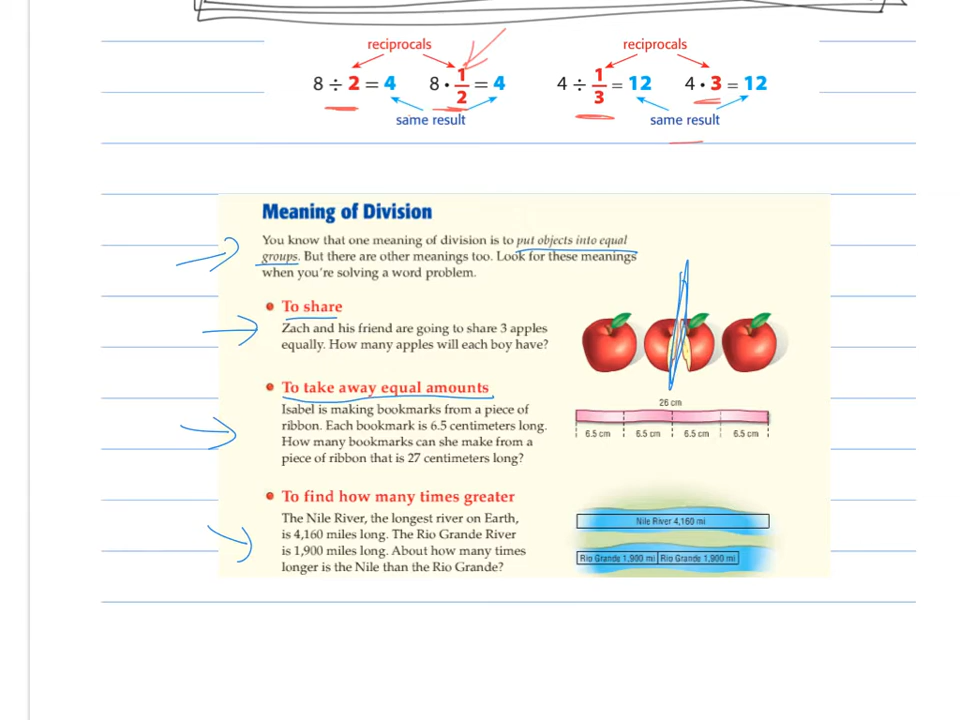 reciprocals reciprocals
8 ÷ 2 = 4 8 · 1/2 = 4 4 ÷ 1/3 = 12 4 · 3 = 12
same result same result
Meaning of Division
You know that one meaning of division is to put objects into equal
groups. But there are other meanings too. Look for these meanings
when you're solving a word problem.
• To share
Zach and his friend are going to share 3 apples
equally. How many apples will each boy have?
• To take away equal amounts
Isabel is making bookmarks from a piece of
ribbon. Each bookmark is 6.5 centimeters long.
How many bookmarks can she make from a
piece of ribbon that is 27 centimeters long?
26 cm
6.5 cm 6.5 cm 6.5 cm 6.5 cm
• To find how many times greater
The Nile River, the longest river on Earth,
is 4,160 miles long. The Rio Grande River
is 1,900 miles long. About how many times
longer is the Nile than the Rio Grande?
Nile River 4,160 mi
Rio Grande 1,900 mi Rio Grande 1,900 mi